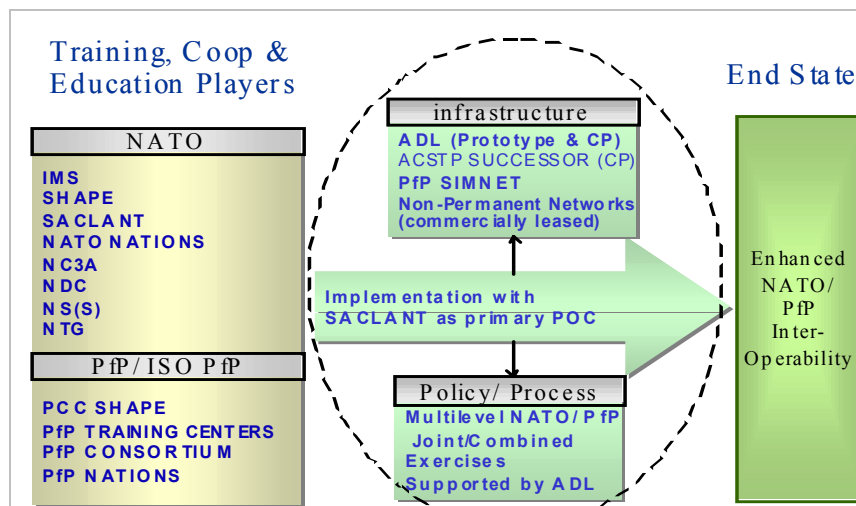 Training, Coop &
Education Players
NATO
IMS
SHAPE
SACLANT
NATO NATIONS
NC3A
NDC
NS(S)
NTG
PfP/ISO PfP
PCC SHAPE
PfP TRAINING CENTERS
PfP CONSORTIUM
PfP NATIONS
infrastructure
ADL (Prototype & CP)
ACSTP SUCCESSOR (CP)
PfP SIMNET
Non-Permanent Networks
(commercially leased)
Implementation with
SACLANT as primary POC
Policy/ Process
Multilevel NATO/ PfP
Joint/Combined
Exercises
Supported by ADL
End State
Enhanced
NATO/
PfP
Inter-
Operability